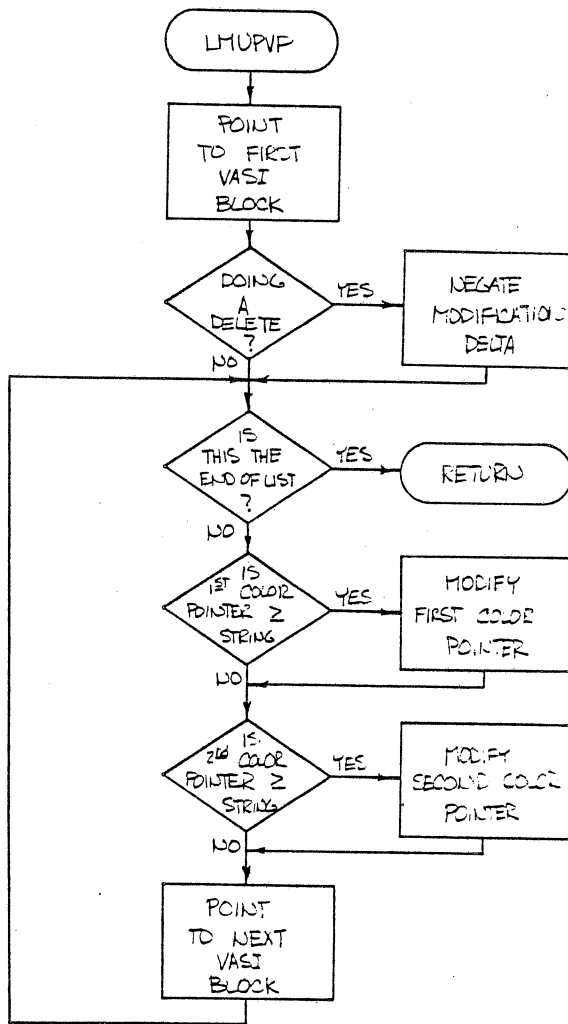 LMUPVF
POINT
TO FIRST
VASI
BLOCK
DOING
A
DELETE
?
YES
NEGATE
MODIFICATION
DELTA
NO
IS
THIS THE
END OF LIST
?
YES
RETURN
NO
IS
1ST COLOR
POINTER ≥
STRING
YES
MODIFY
FIRST COLOR
POINTER
NO
IS
2ND COLOR
POINTER ≥
STRING
YES
MODIFY
SECOND COLOR
POINTER
NO
POINT
TO NEXT
VASI
BLOCK